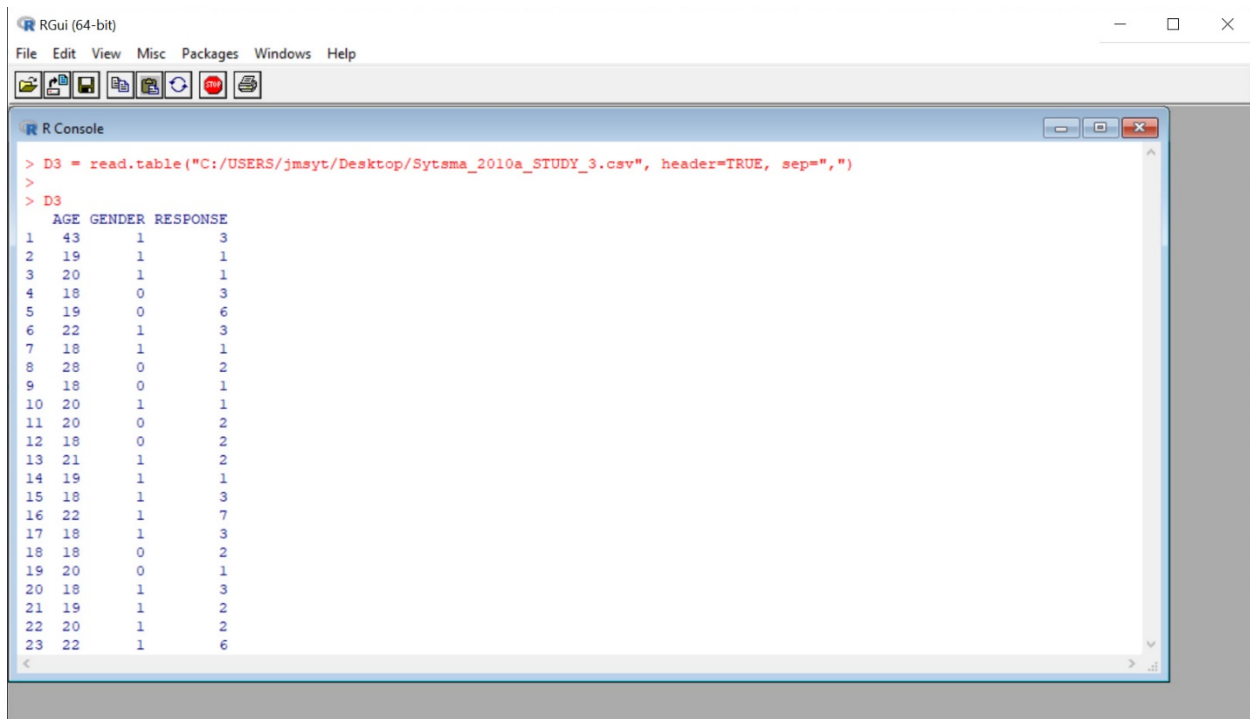 RGui (64-bit)
File Edit View Misc Packages Windows Help
STOP
R Console
> D3 = read.table("C:/USERS/jmsyt/Desktop/Sytsma_2010a_STUDY_3.csv", header=TRUE, sep=",")
>
> D3
AGE GENDER RESPONSE
1 43 1 3
2 19 1 1
3 20 1 1
4 18 0 3
5 19 0 6
6 22 1 3
7 18 1 1
8 28 0 2
9 18 0 1
10 20 1 1
11 20 0 2
12 18 0 2
13 21 1 2
14 19 1 1
15 18 1 3
16 22 1 7
17 18 1 3
18 18 0 2
19 20 0 1
20 18 1 3
21 19 1 2
22 20 1 2
23 22 1 6